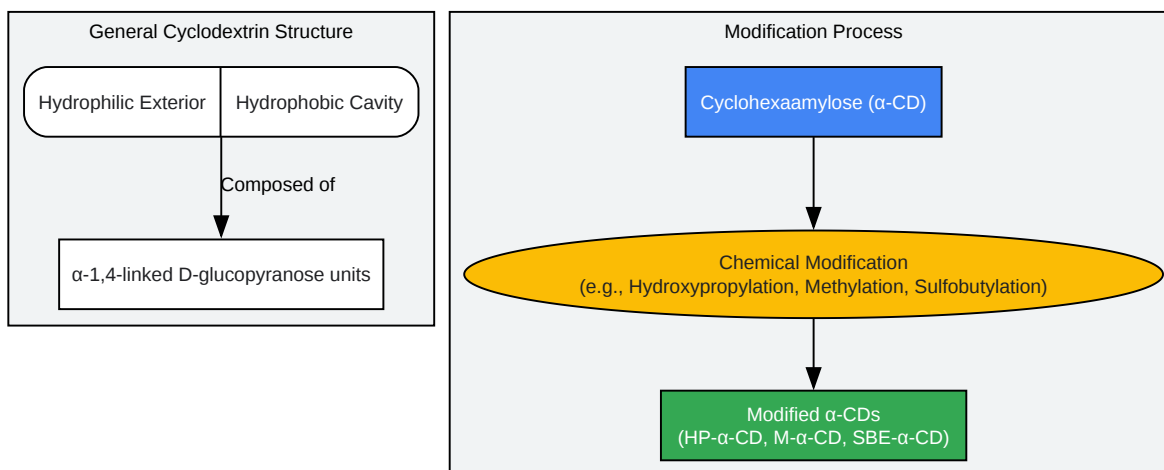 General Cyclodextrin Structure
Hydrophilic Exterior
Hydrophobic Cavity
Composed of
α-1,4-linked D-glucopyranose units
Modification Process
Cyclohexaamylose (α-CD)
Chemical Modification
(e.g., Hydroxypropylation, Methylation, Sulfobutylation)
Modified α-CDs
(HP-α-CD, M-α-CD, SBE-α-CD)